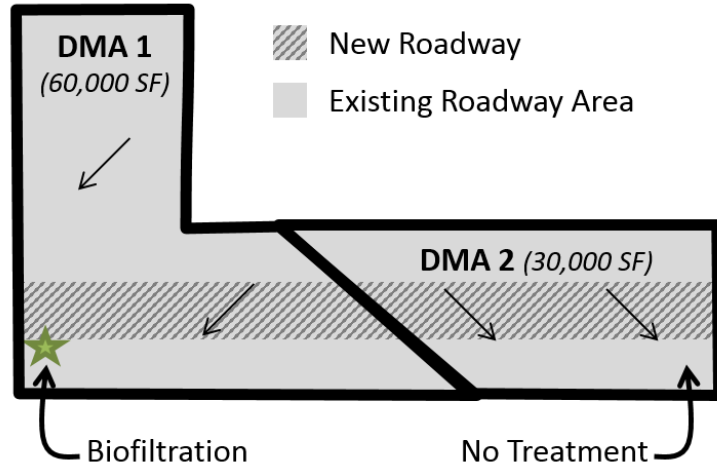 DMA 1
(60,000 SF)
New Roadway
Existing Roadway Area
DMA 2 (30,000 SF)
Biofiltration
No Treatment